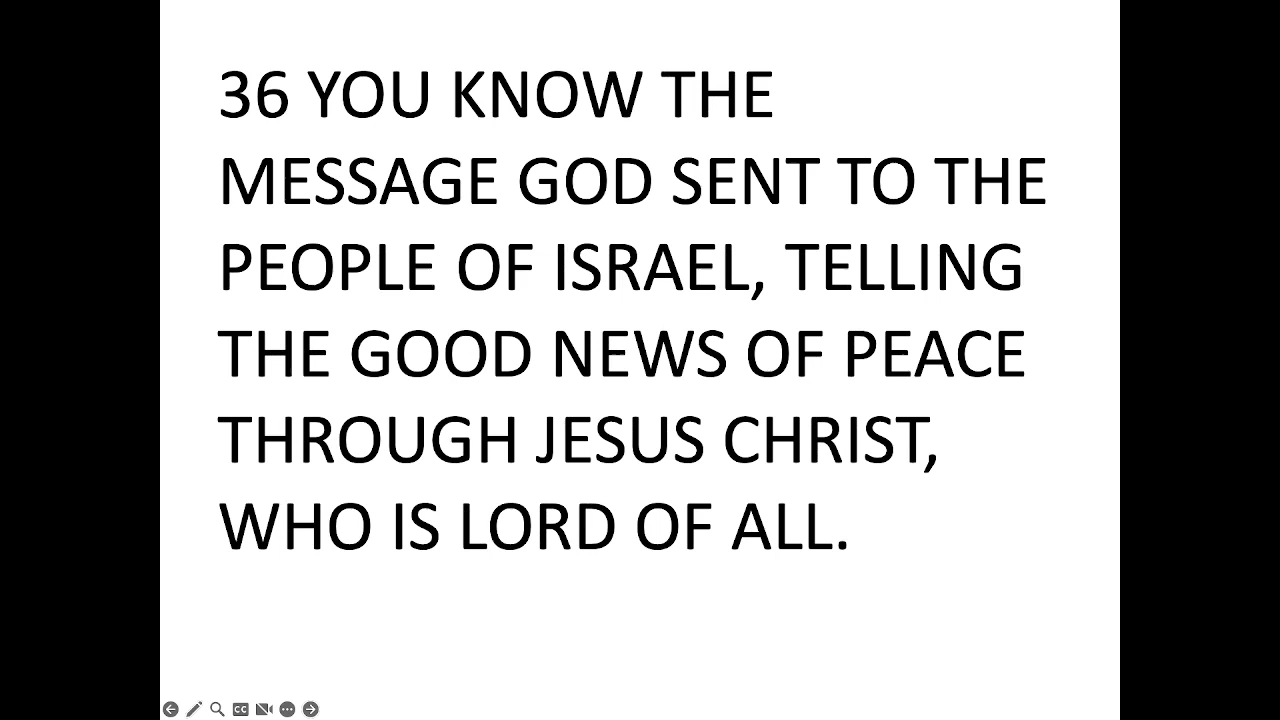 36 YOU KNOW THE
MESSAGE GOD SENT TO THE
PEOPLE OF ISRAEL, TELLING
THE GOOD NEWS OF PEACE
THROUGH JESUS CHRIST,
WHO IS LORD OF ALL.
CC